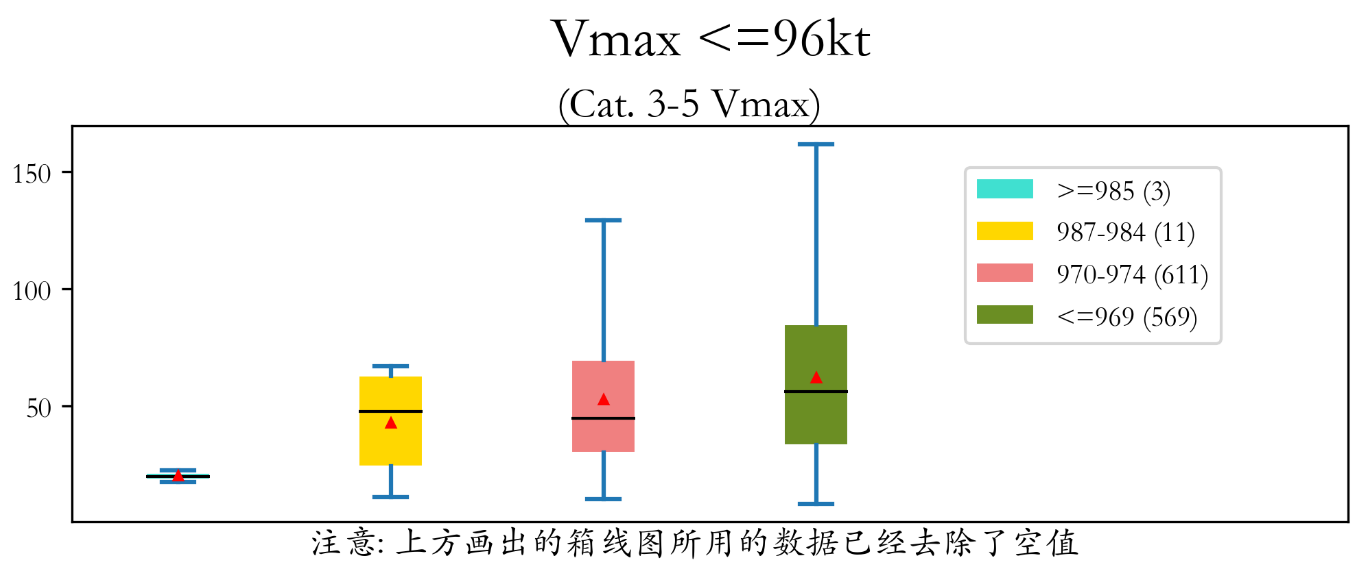 Vmax <=96kt
(Cat. 3-5 Vmax)
150
100
50
>=985 (3)
987-984 (11)
970-974 (611)
<=969 (569)
注意: 上方画出的箱线图所用的数据已经去除了空值